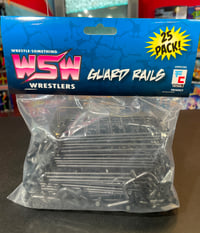 WRESTLE-SOMETHING
WSW
WRESTLERS
GUARD RAILS
25
PACK!